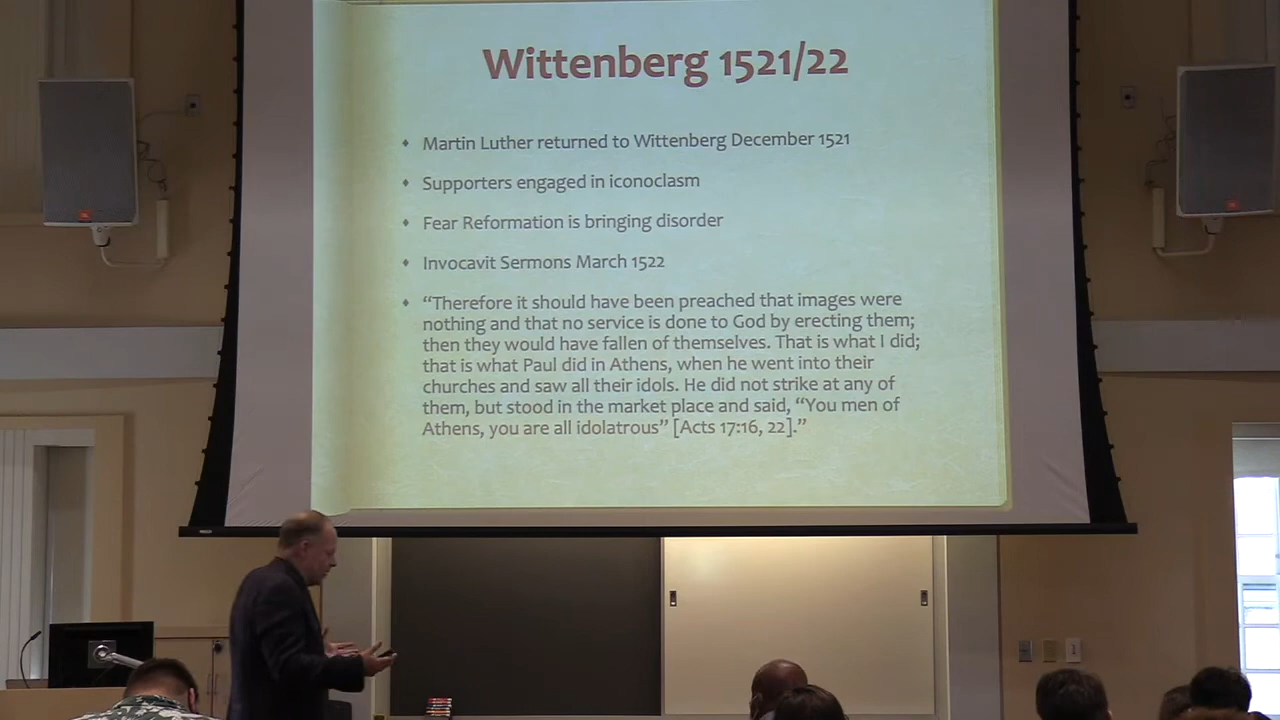 Wittenberg 1521/22
Martin Luther returned to Wittenberg December 1521
Supporters engaged in iconoclasm
Fear Reformation is bringing disorder
Invocavit Sermons March 1522
“Therefore it should have been preached that images were
nothing and that no service is done to God by erecting them;
then they would have fallen of themselves. That is what I did;
that is what Paul did in Athens, when he went into their
churches and saw all their idols. He did not strike at any of
them, but stood in the market place and said, “You men of
Athens, you are all idolatrous” [Acts 17:16, 22].”
JBL
JBL